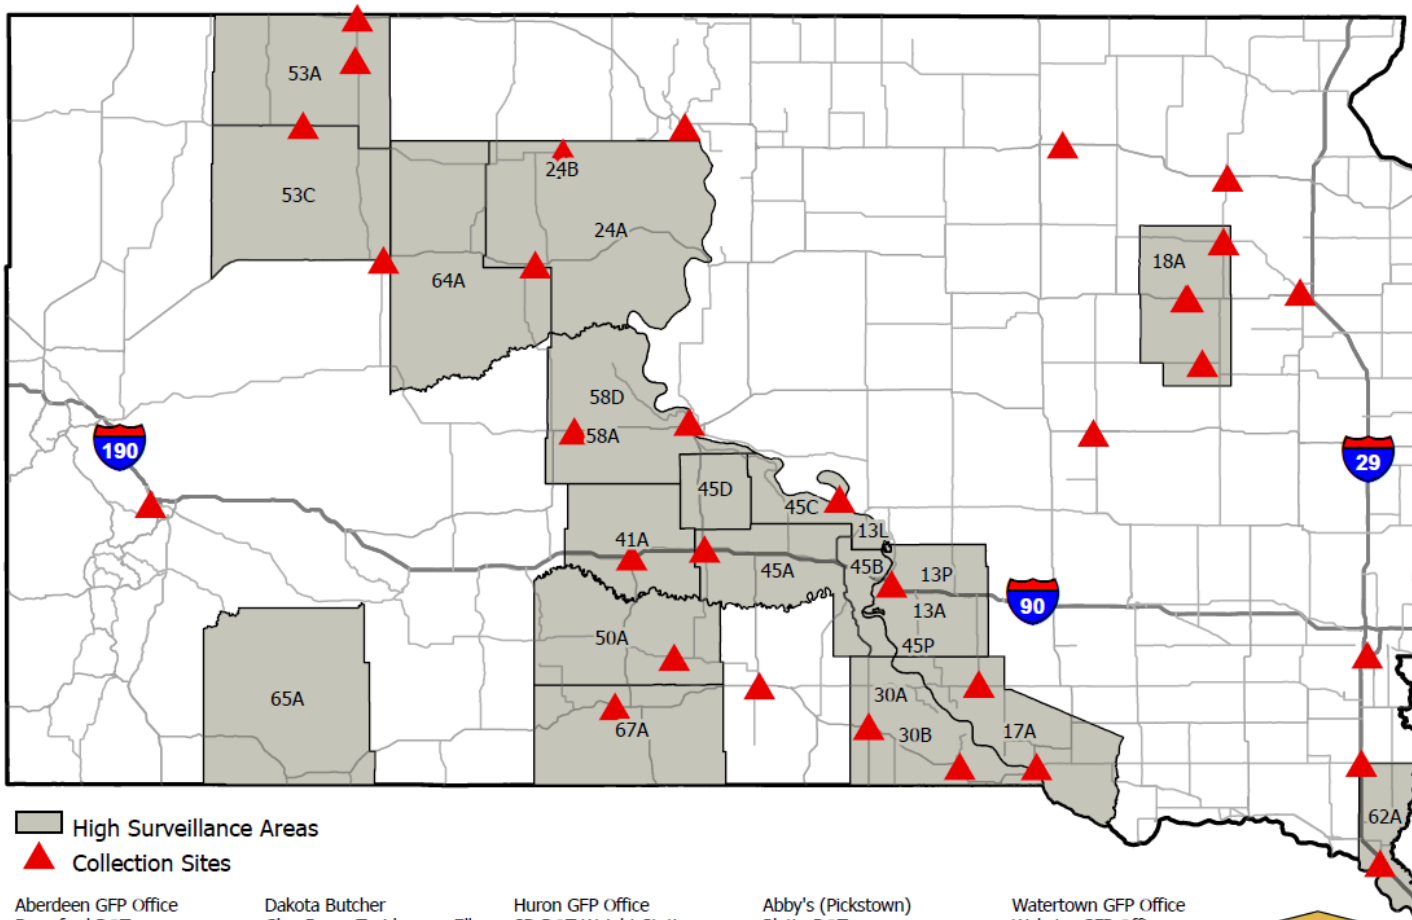 53A
53C
24B
24A
64A
18A
58D
58A
190
29
45D
45C
13L
41A
45A
45B
13P
90
13A
50A
45P
65A
30A
67A
30B
17A
62A
High Surveillance Areas
Collection Sites
Aberdeen GFP Office Dakota Butcher Huron GFP Office Abby's (Pickstown) Watertown GFP Office